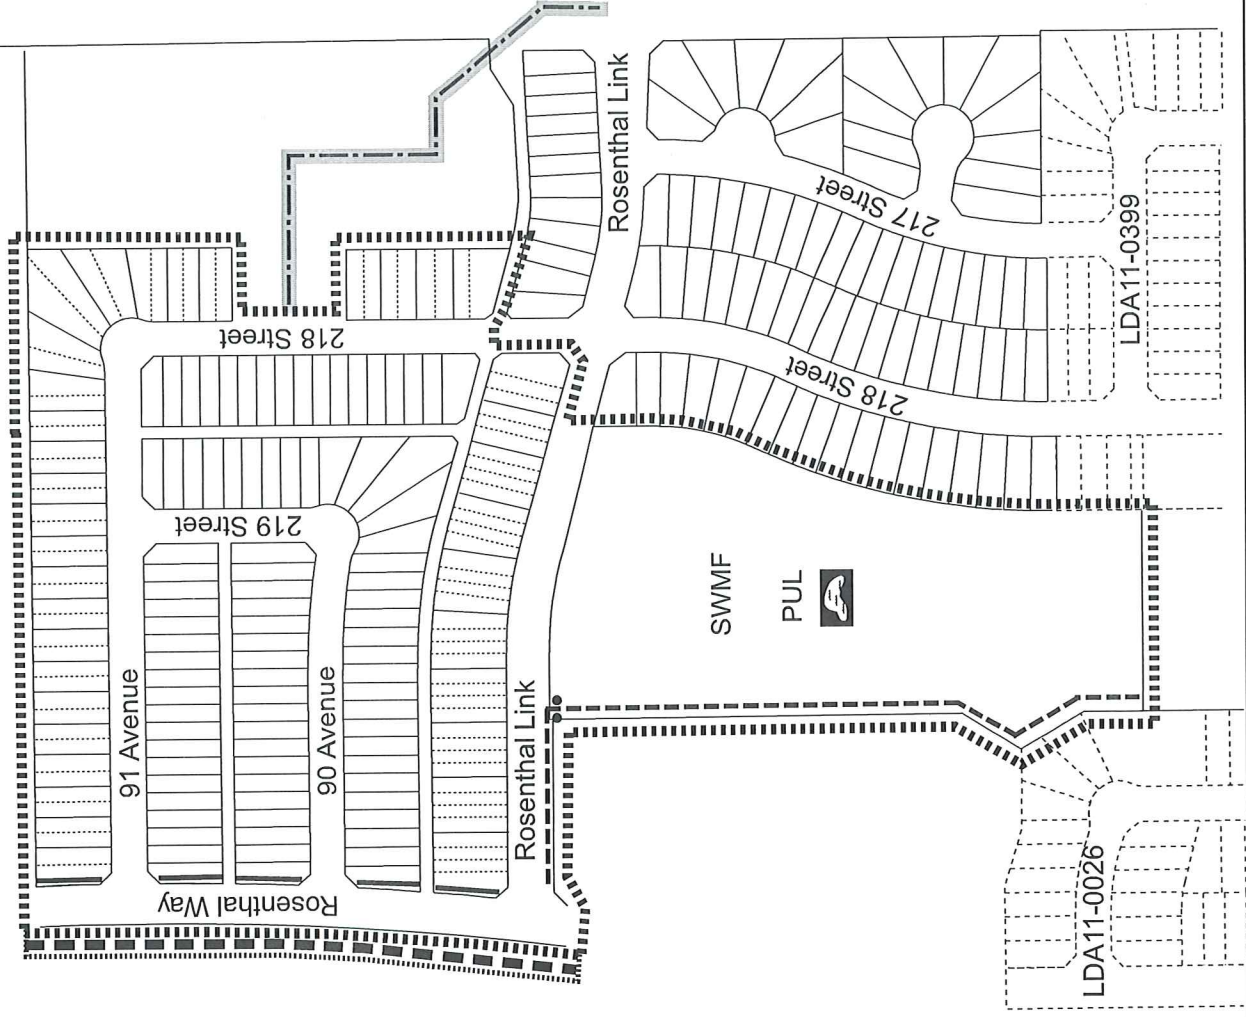 Rosenthal Link
217 Street
LDA11-0399
218 Street
218 Street
219 Street
SWMF
PUL
91 Avenue
90 Avenue
Rosenthal Link
Rosenthal Way
LDA11-0026